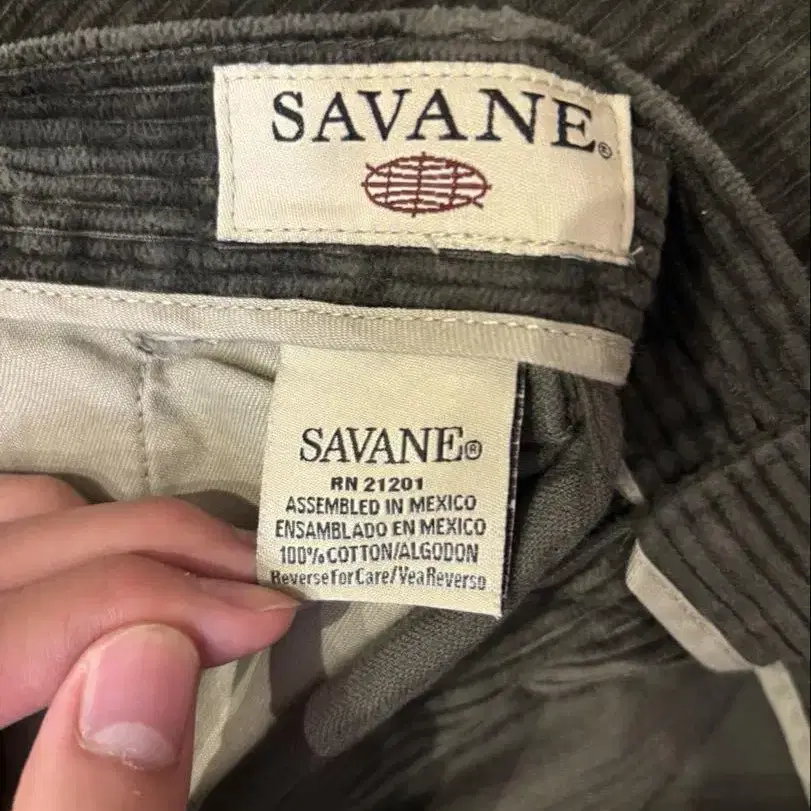 SAVANE®
SAVANE®
RN 21201
ASSEMBLED IN MEXICO
ENSAMBLADO EN MEXICO
100% COTTON/ALGODON
Reverse For Care/Vea Reverso